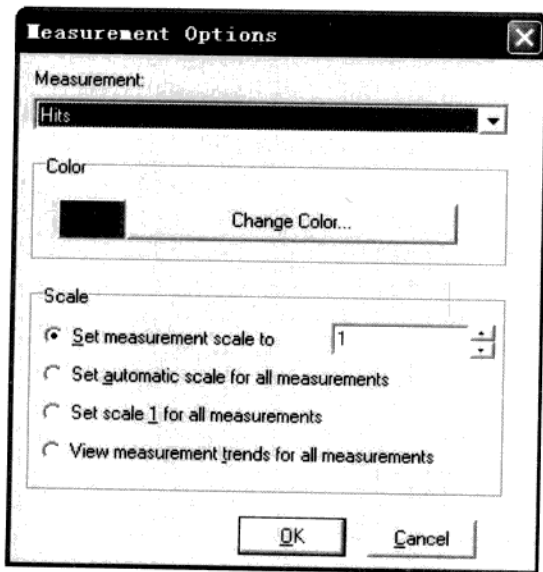 Measurement Options
Measurement:
Hits
Color
Change Color...
Scale
Set measurement scale to 1
Set automatic scale for all measurements
Set scale 1 for all measurements
View measurement trends for all measurements
OK Cancel